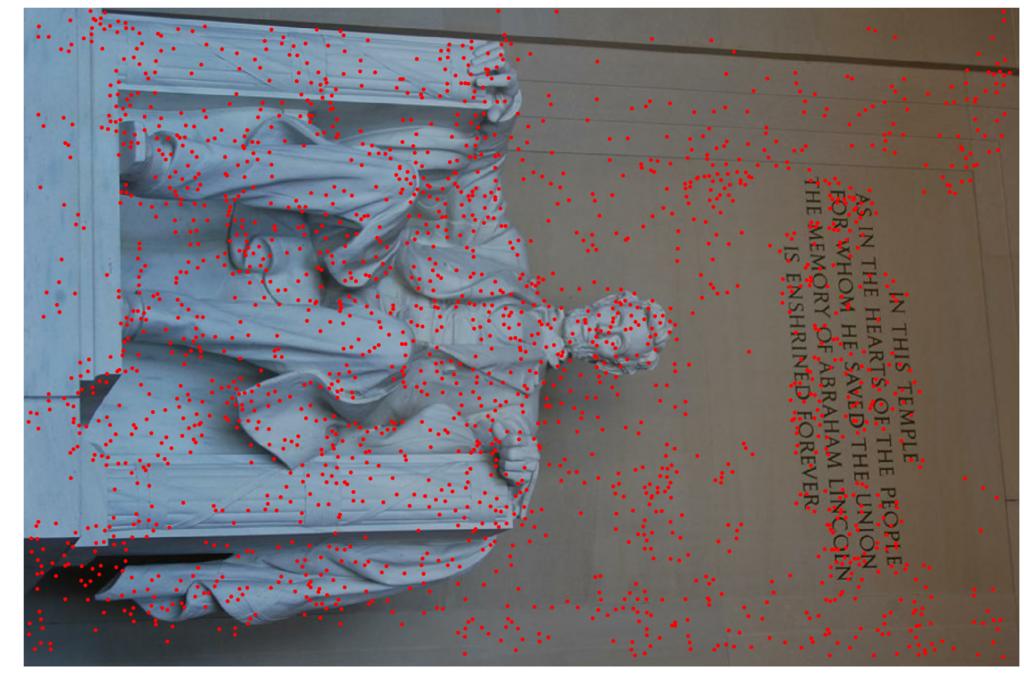 IN THIS TEMPLE
AS IN THE HEARTS OF THE PEOPLE
FOR WHOM HE SAVED THE UNION
THE MEMORY OF ABRAHAM LINCOLN
IS ENSHRINED FOREVER